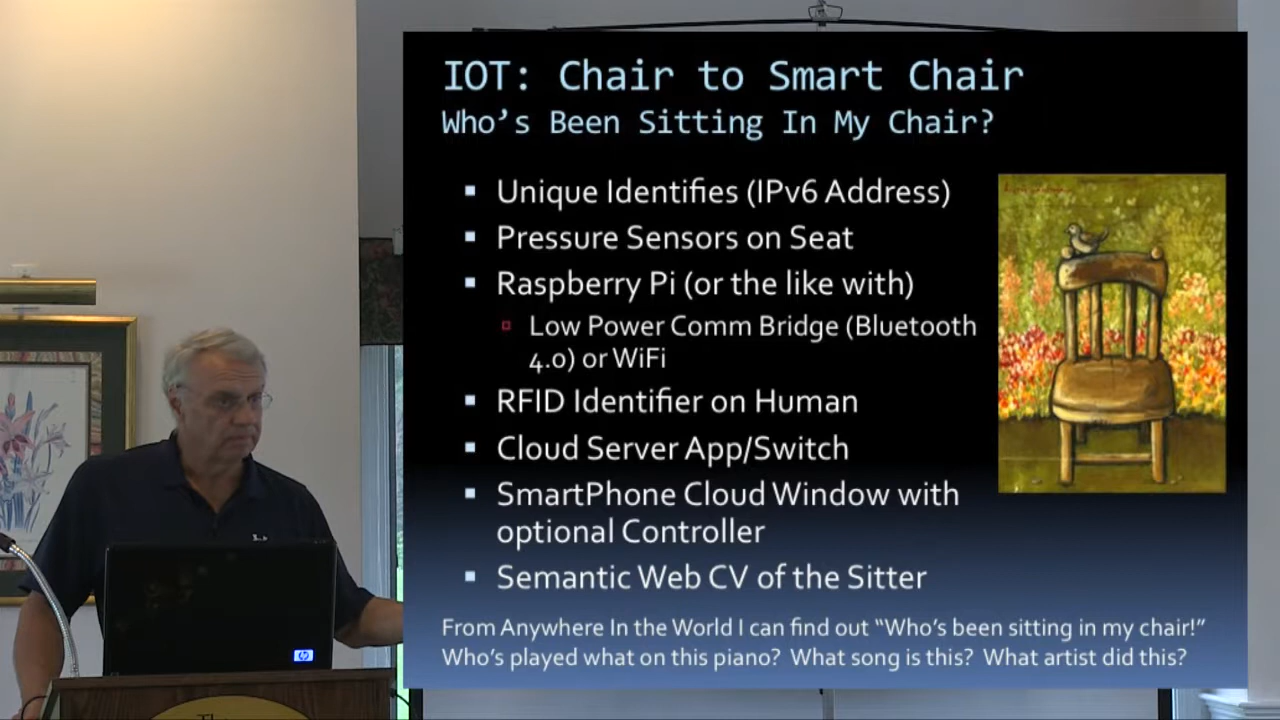 IOT: Chair to Smart Chair
Who's Been Sitting In My Chair?
Unique Identifies (IPv6 Address)
Pressure Sensors on Seat
Raspberry Pi (or the like with)
Low Power Comm Bridge (Bluetooth
4.0) or WiFi
RFID Identifier on Human
Cloud Server App/Switch
SmartPhone Cloud Window with
optional Controller
Semantic Web CV of the Sitter
From Anywhere In the World I can find out “Who's been sitting in my chair!”
Who's played what on this piano? What song is this? What artist did this?
hp
The